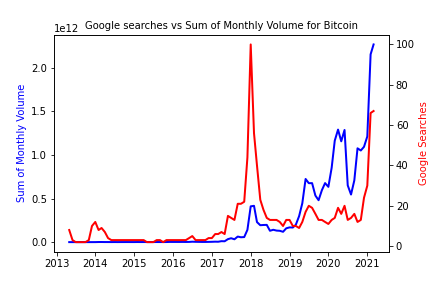 Google searches vs Sum of Monthly Volume for Bitcoin
1e12
2.0
1.5
1.0
0.5
0.0
Sum of Monthly Volume
100
80
60
40
20
0
Google Searches
2013 2014 2015 2016 2017 2018 2019 2020 2021